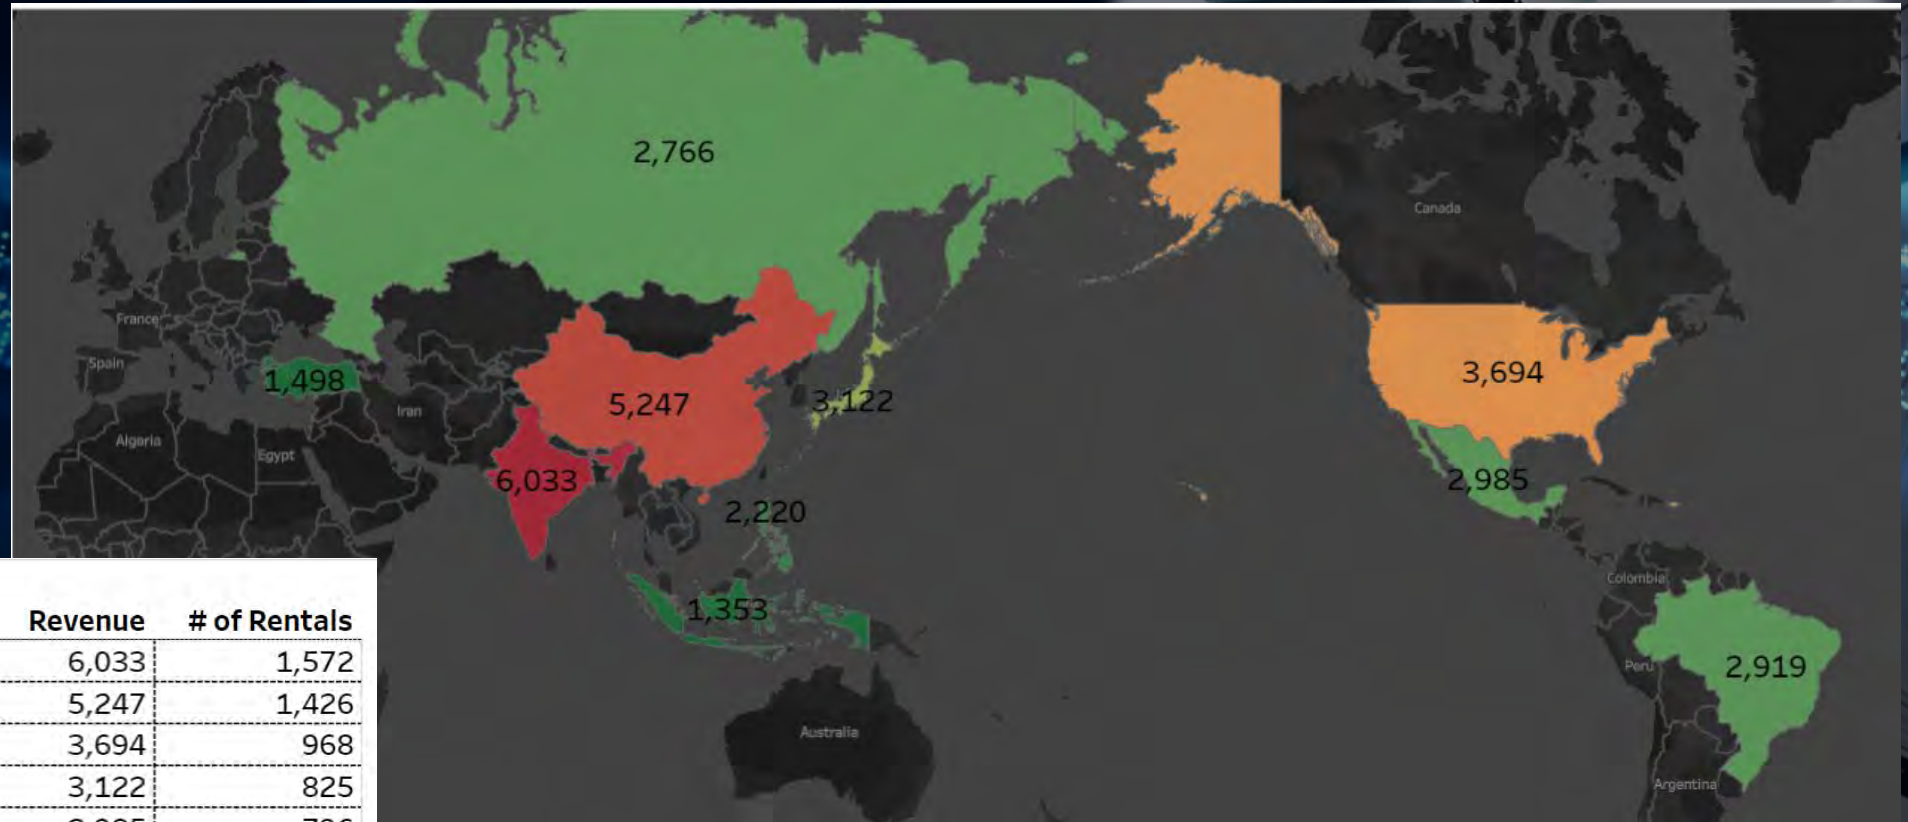 2,766
Canada
France
Spain
1,498
Iran
5,247
3,122
3,694
Algeria
Egypt
6,033
2,985
2,220
1,353
Colombia
Peru
2,919
Australia
Argentina
Revenue # of Rentals
6,033 1,572
5,247 1,426
3,694 968
3,122 825